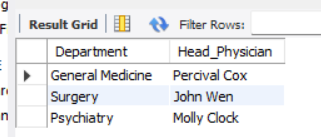 Result Grid Filter Rows:
Department Head_Physician
General Medicine Percival Cox
Surgery John Wen
Psychiatry Molly Clock